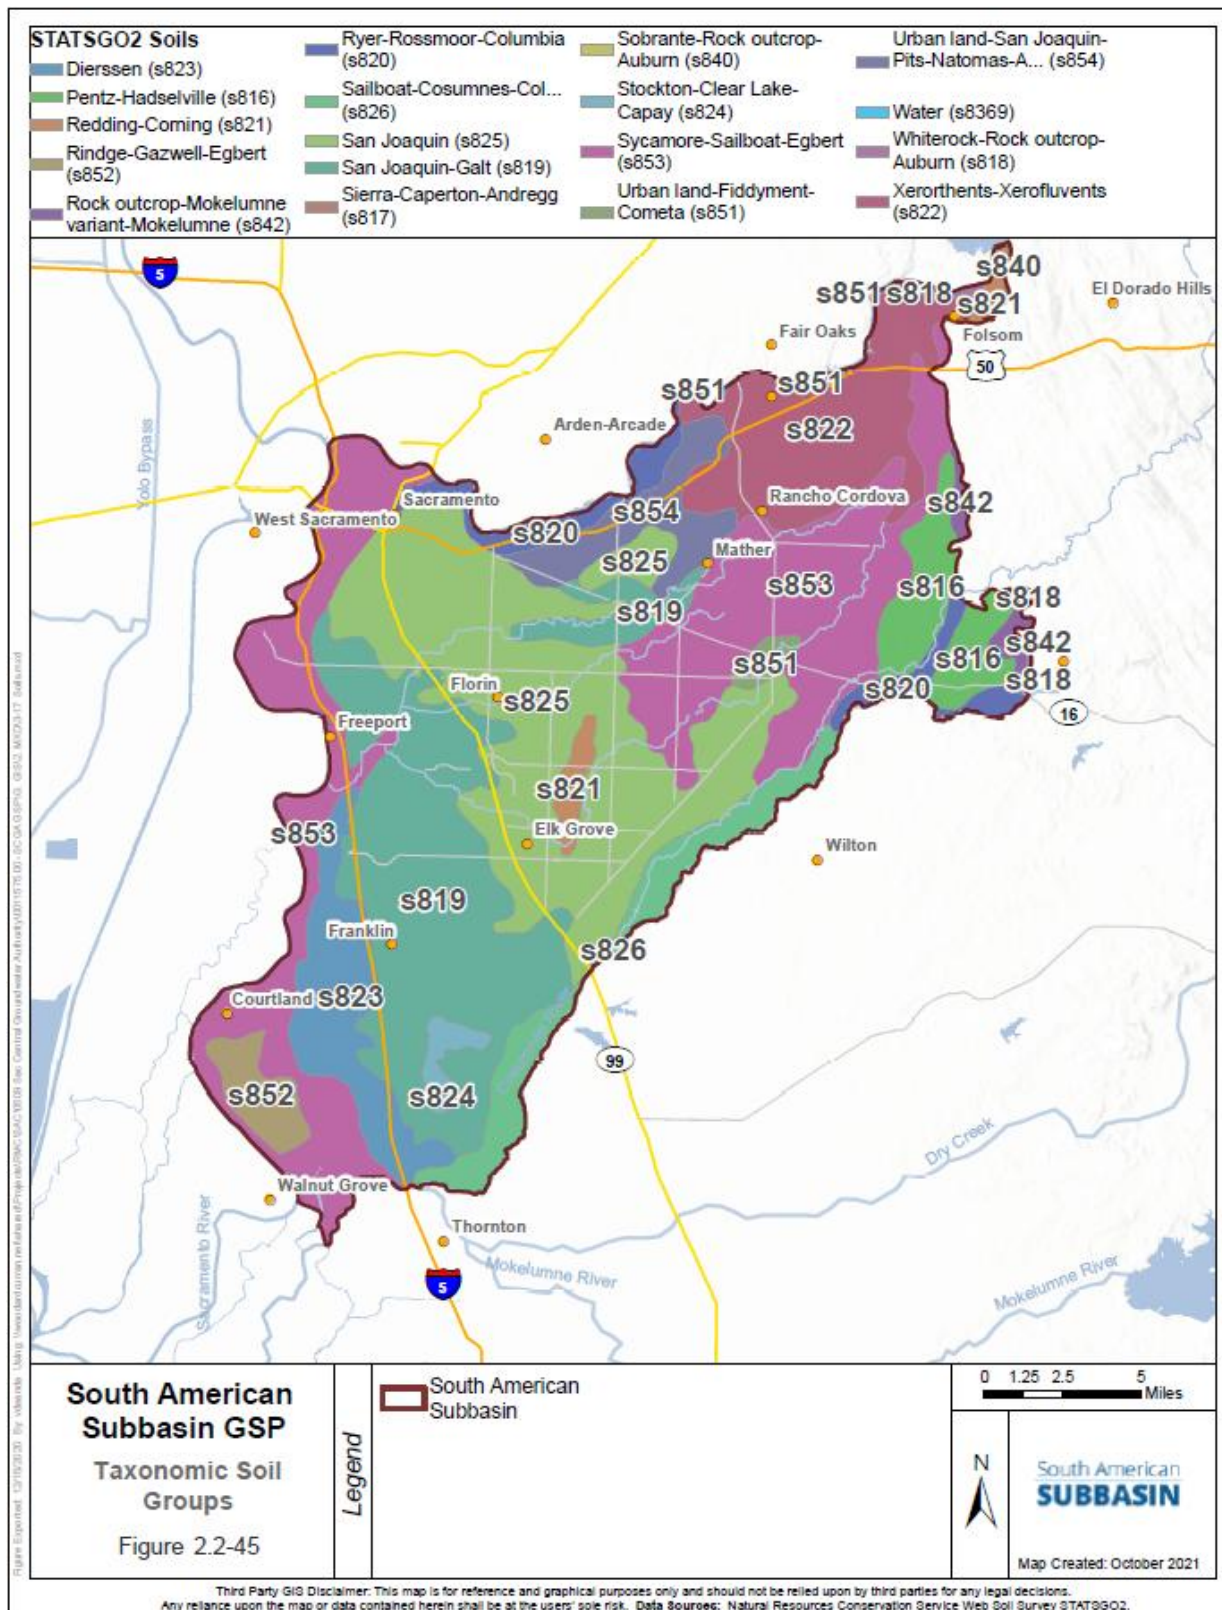 STATSGO2 Soils
Dierssen (s823)
Pentz-Hadselville (s816)
Redding-Corning (s821)
Rindge-Gazwell-Egbert
(s852)
Rock outcrop-Mokelumne
variant-Mokelumne (s842)
Ryer-Rossmoor-Columbia
(s820)
Sailboat-Cosumnes-Col...
(s826)
San Joaquin (s825)
San Joaquin-Galt (s819)
Sierra-Caperton-Andregg
(s817)
Sobrante-Rock outcrop-
Auburn (s840)
Stockton-Clear Lake-
Capay (s824)
Sycamore-Sailboat-Egbert
(s853)
Urban land-Fiddyment-
Cometa (s851)
Urban land-San Joaquin-
Pits-Natomas-A... (s854)
Water (s8369)
Whiterock-Rock outcrop-
Auburn (s818)
Xerorthents-Xerofluvents
(s822)
5
s840
El Dorado Hills
s851
s818
s821
Fair Oaks
Folsom
50
s851
s851
Arden-Arcade
s822
Yolo Bypass
Sacramento
Rancho Cordova
West Sacramento
s854
s842
s820
s825
Mather
s853
s816
s818
s819
s842
s851
s816
Florin
s825
s820
s818
Freeport
16
s821
s853
Elk Grove
Wilton
s819
Franklin
s826
Courtland
s823
99
s852
s824
Dry Creek
Walnut Grove
Sacramento River
Thornton
Mokelumne River
5
Mokelumne River
South American
Subbasin GSP
Taxonomic Soil
Groups
Figure 2.2-45
Legend
South American
Subbasin
0 1.25 2.5 5
Miles
N
South American
SUBBASIN
Map Created: October 2021
Third Party GIS Disclaimer: This map is for reference and graphical purposes only and should not be relied upon by third parties for any legal decisions.
Any reliance upon the map or data contained herein shall be at the users' sole risk. Data Sources: Natural Resources Conservation Service Web Soil Survey STATSGO2.